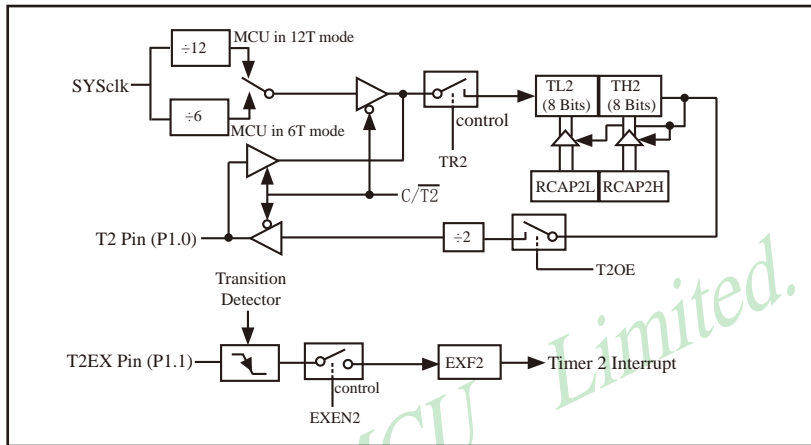 ÷12
MCU in 12T mode
SYSclk
÷6
MCU in 6T mode
control
TR2
TL2
(8 Bits)
TH2
(8 Bits)
RCAP2L
RCAP2H
C/T2
T2 Pin (P1.0)
÷2
T2OE
Transition
Detector
T2EX Pin (P1.1)
control
EXEN2
EXF2
Timer 2 Interrupt
MCU Limited.